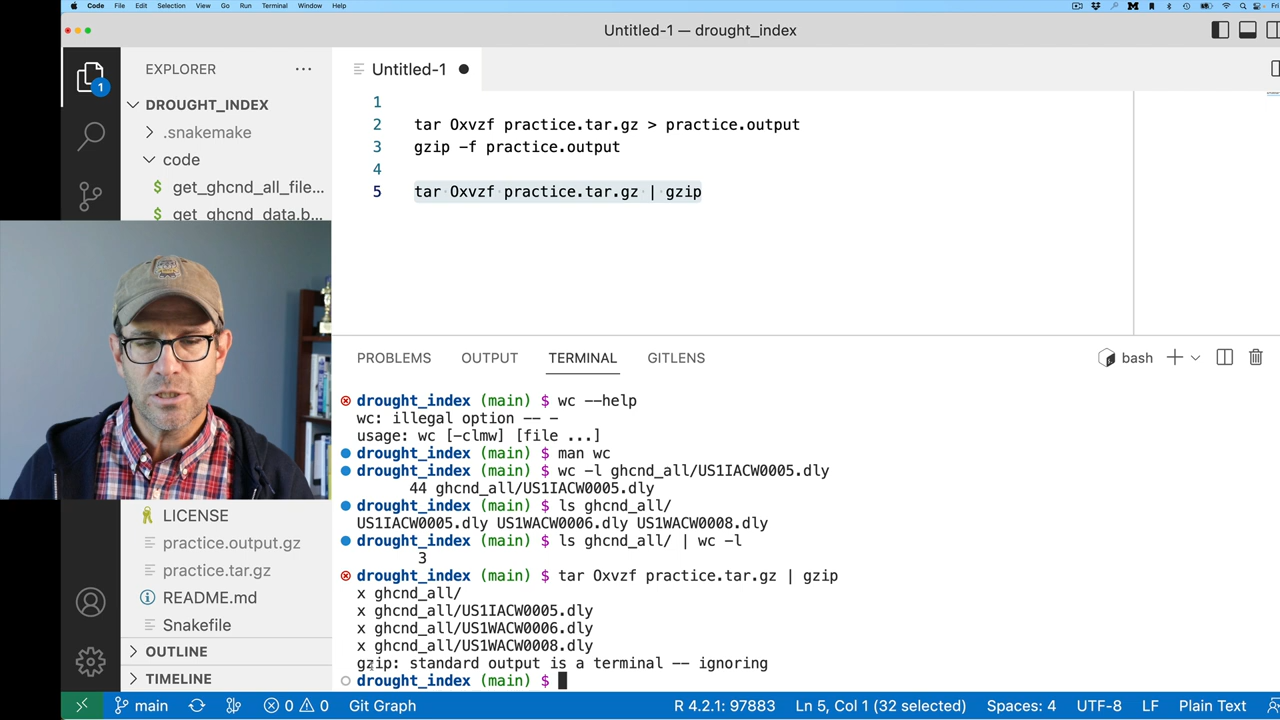 Code File Edit Selection View Go Run Terminal Window Help Fri
Untitled-1 — drought_index
EXPLORER ...
Untitled-1
1
DROUGHT_INDEX
.snakemake
code
get_ghcnd_all_file...
get_ghcnd_data.b...
1
2 tar Oxvzf practice.tar.gz > practice.output
3 gzip -f practice.output
4
5 tar Oxvzf practice.tar.gz | gzip
PROBLEMS OUTPUT TERMINAL GITLENS bash
drought_index (main) $ wc --help
wc: illegal option -- -
usage: wc [-clmw] [file ...]
drought_index (main) $ man wc
drought_index (main) $ wc -l ghcnd_all/US1IACW0005.dly
44 ghcnd_all/US1IACW0005.dly
drought_index (main) $ ls ghcnd_all/
US1IACW0005.dly US1WACW0006.dly US1WACW0008.dly
drought_index (main) $ ls ghcnd_all/ | wc -l
3
drought_index (main) $ tar Oxvzf practice.tar.gz | gzip
x ghcnd_all/
x ghcnd_all/US1IACW0005.dly
x ghcnd_all/US1WACW0006.dly
x ghcnd_all/US1WACW0008.dly
gzip: standard output is a terminal -- ignoring
drought_index (main) $
LICENSE
practice.output.gz
practice.tar.gz
README.md
Snakefile
OUTLINE
TIMELINE
main 0 0 Git Graph R 4.2.1: 97883 Ln 5, Col 1 (32 selected) Spaces: 4 UTF-8 LF Plain Text